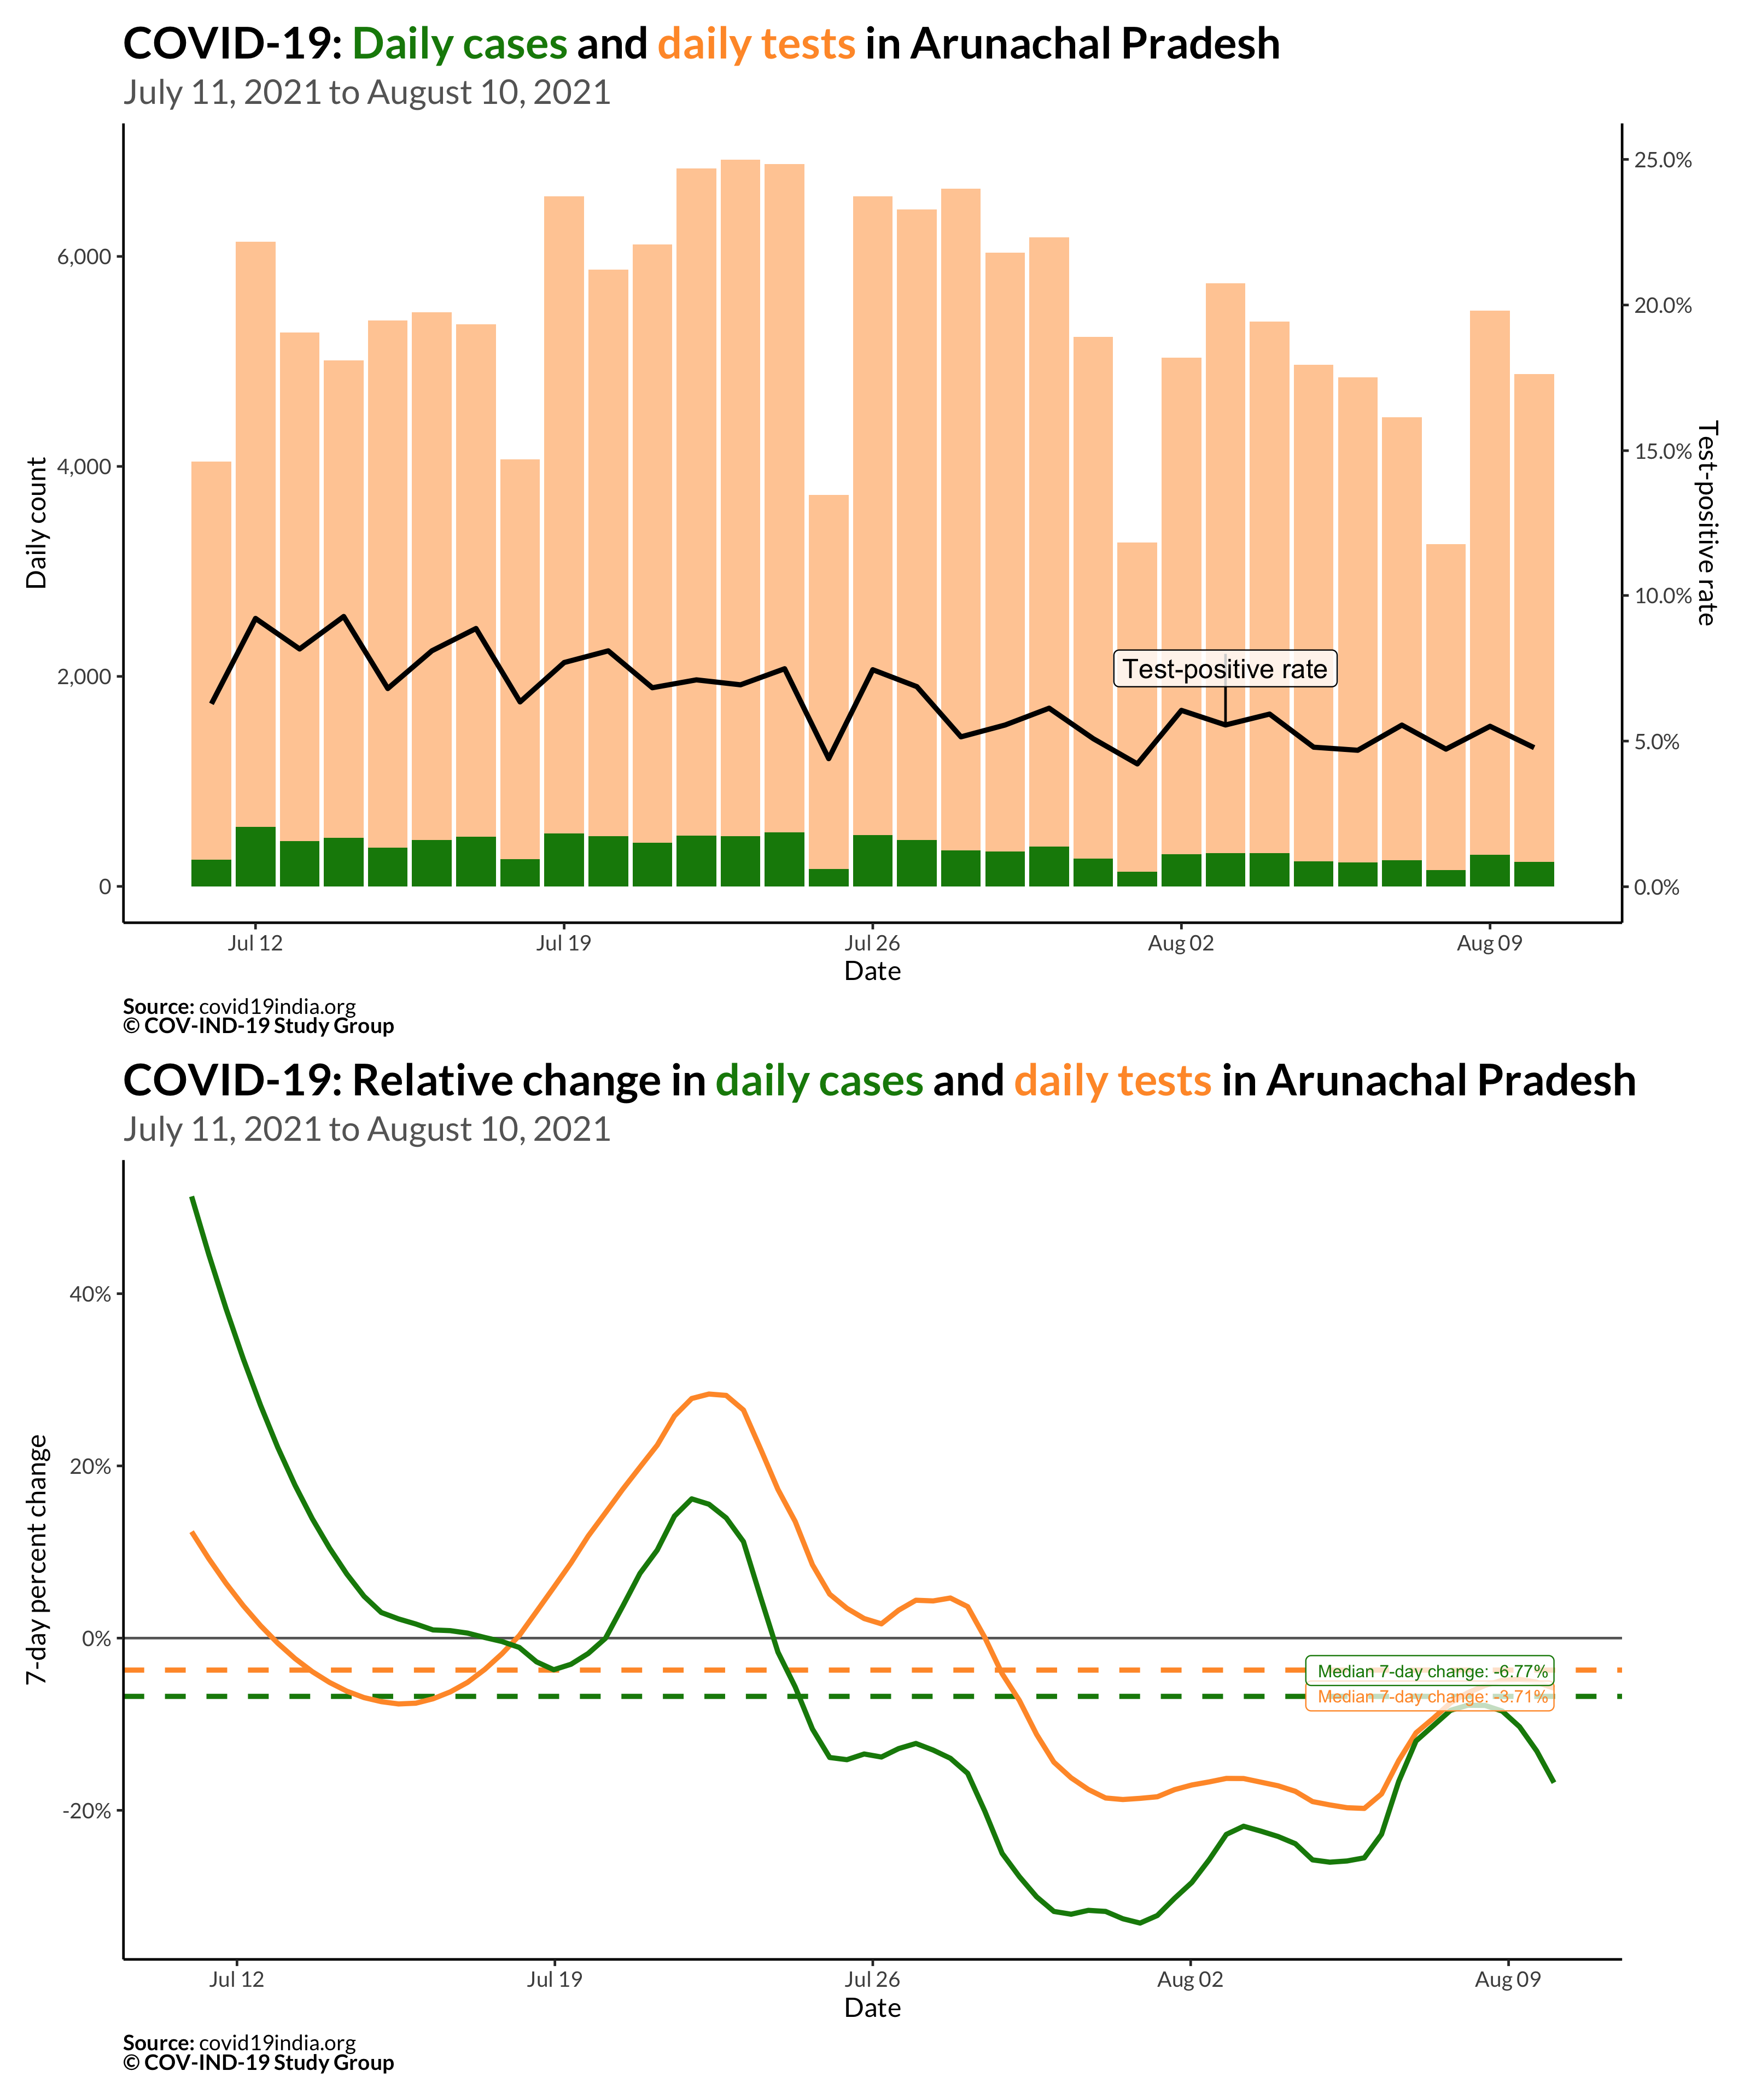 COVID-19: Daily cases and daily tests in Arunachal Pradesh
July 11, 2021 to August 10, 2021
Daily count
6,000
4,000
2,000
0
25.0%
20.0%
15.0%
10.0%
5.0%
0.0%
Test-positive rate
Test-positive rate
Jul 12
Jul 19
Jul 26
Aug 02
Aug 09
Date
Source: covid19india.org
© COV-IND-19 Study Group
COVID-19: Relative change in daily cases and daily tests in Arunachal Pradesh
July 11, 2021 to August 10, 2021
7-day percent change
40%
20%
0%
-20%
Median 7-day change: -6.77%
Median 7-day change: -3.71%
Jul 12
Jul 19
Jul 26
Aug 02
Aug 09
Date
Source: covid19india.org
© COV-IND-19 Study Group